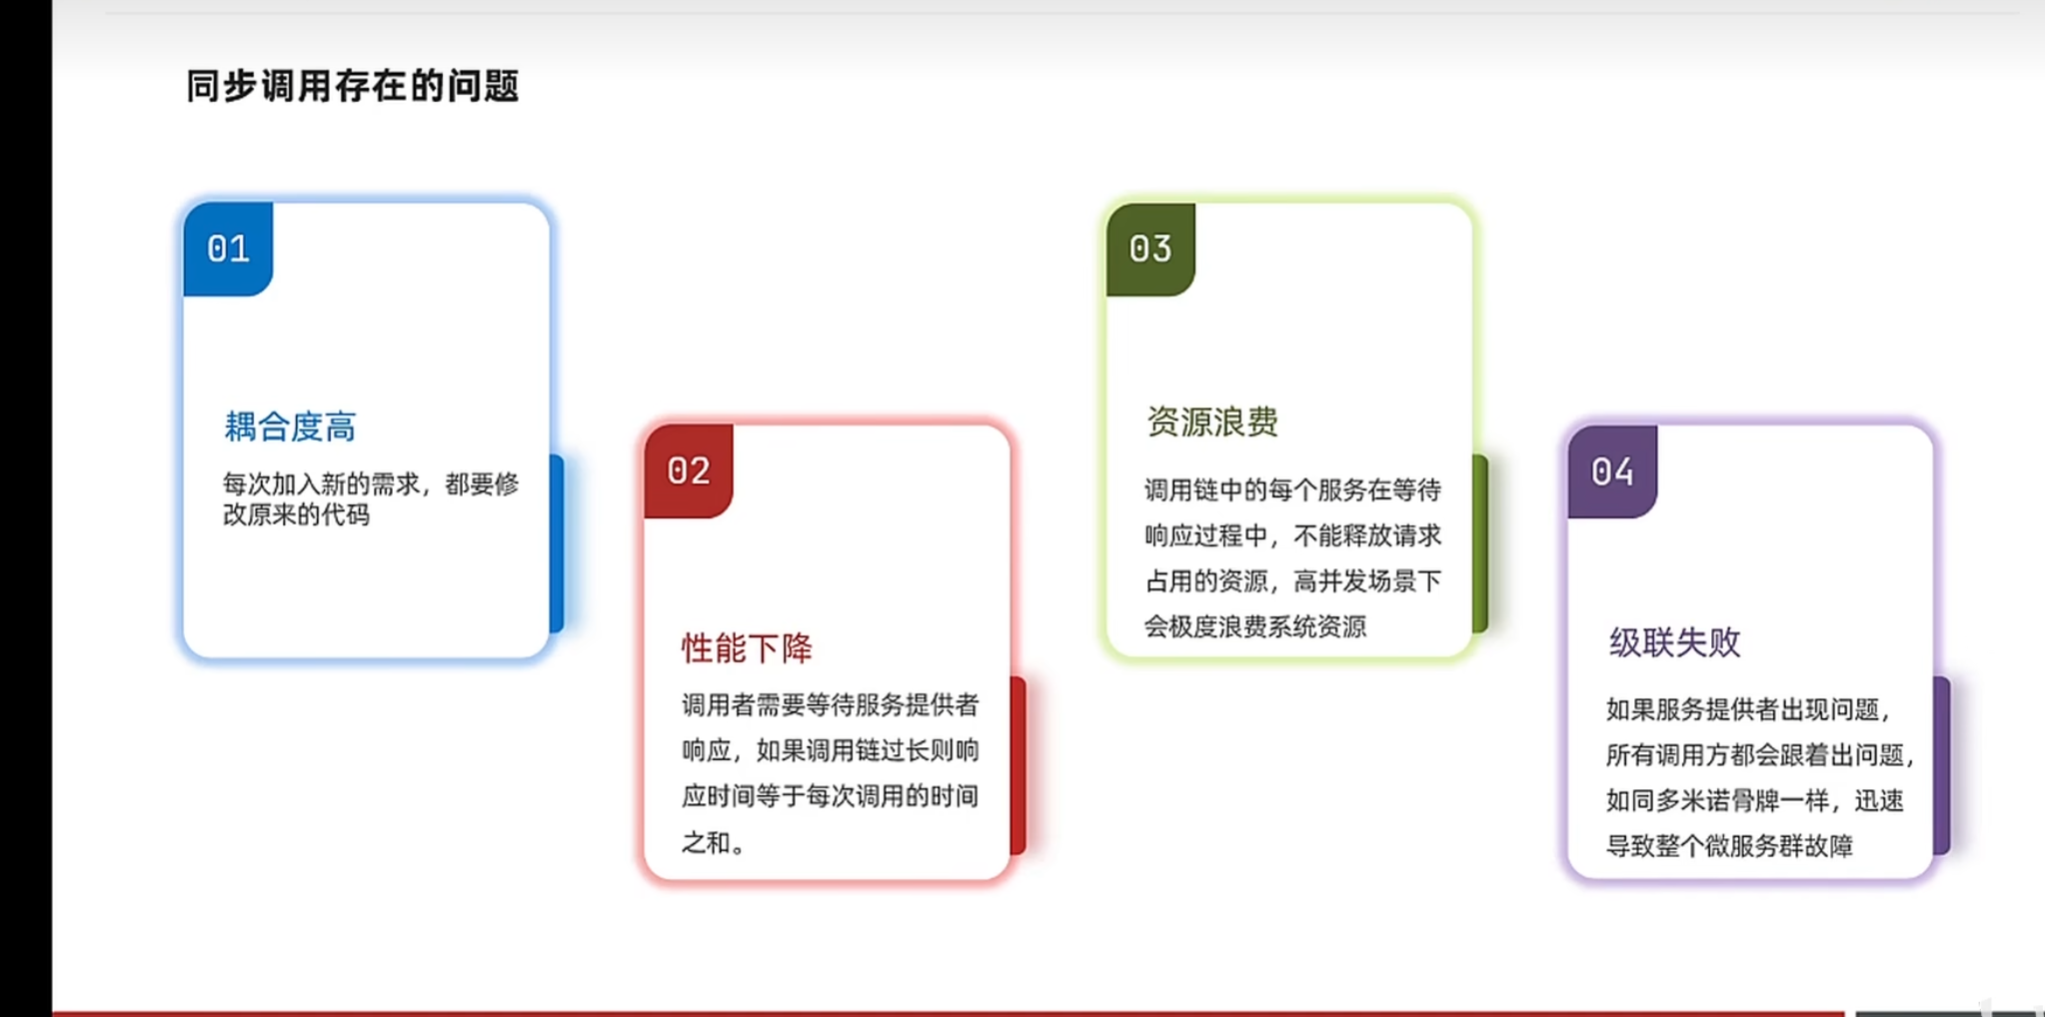 同步调用存在的问题
01
耦合度高
每次加入新的需求，都要修
改原来的代码
02
性能下降
调用者需要等待服务提供者
响应，如果调用链过长则响
应时间等于每次调用的时间
之和。
03
资源浪费
调用链中的每个服务在等待
响应过程中，不能释放请求
占用的资源，高并发场景下
会极度浪费系统资源
04
级联失败
如果服务提供者出现问题，
所有调用方都会跟着出问题，
如同多米诺骨牌一样，迅速
导致整个微服务群故障